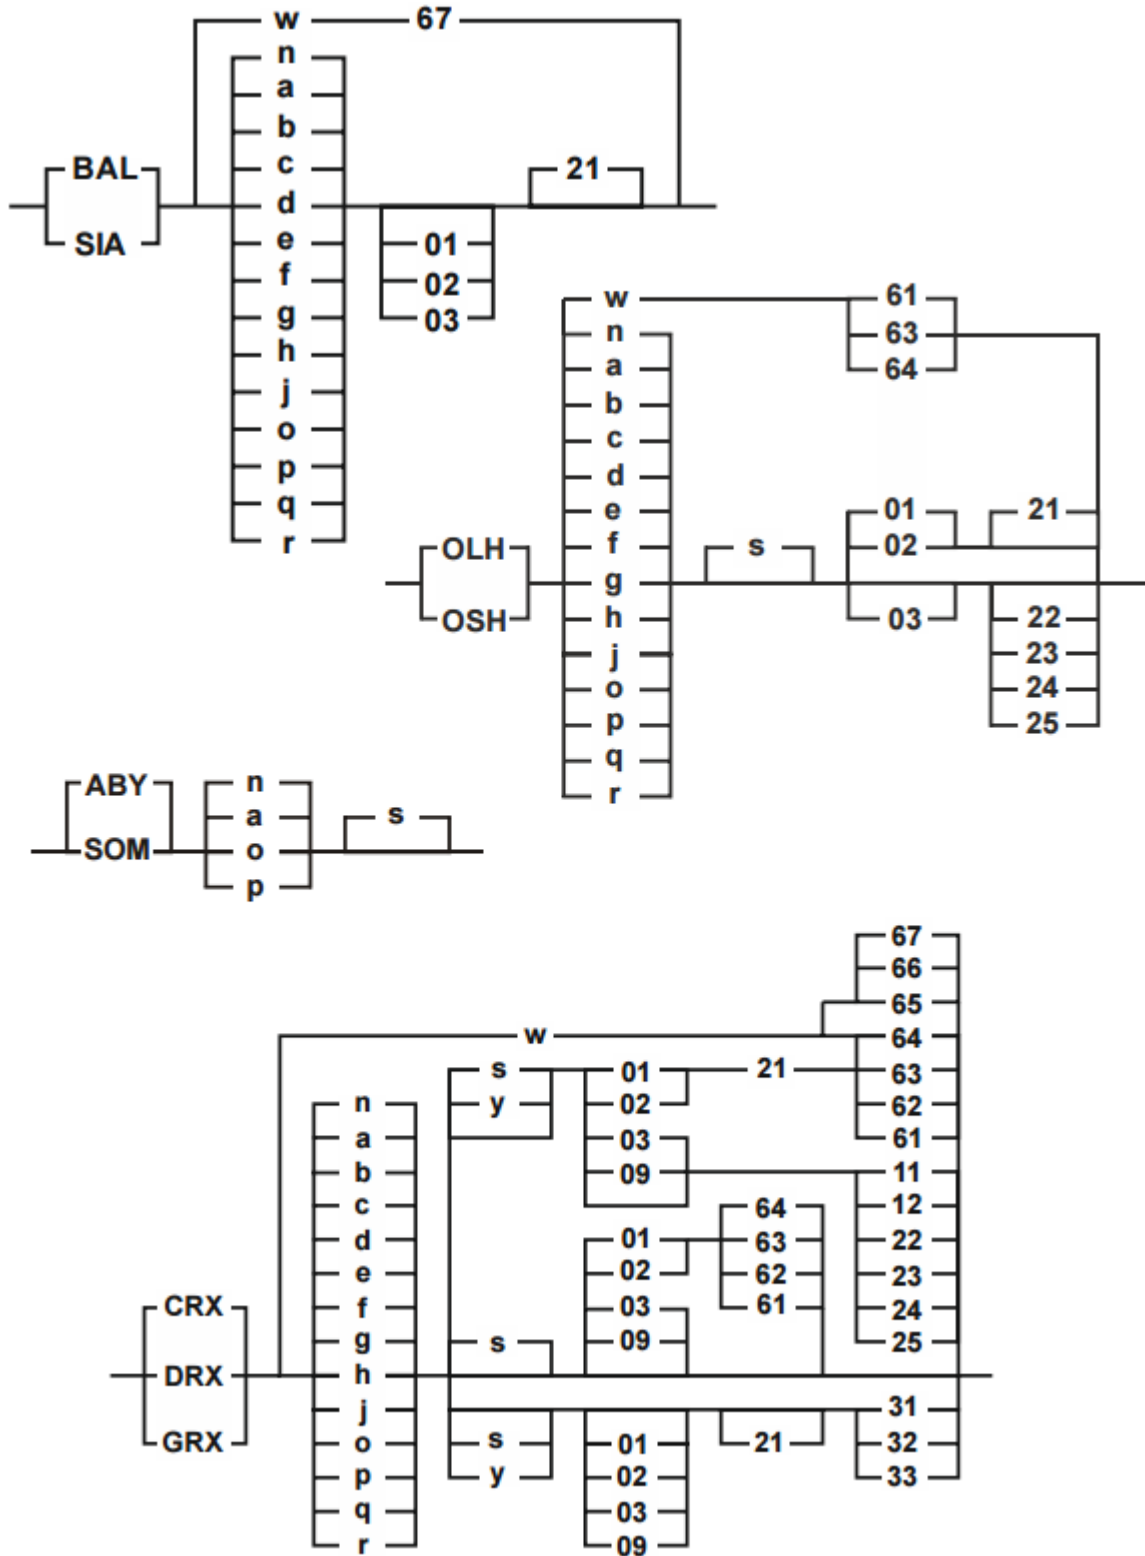 w 67
n
a
b
BAL c 21
d
SIA e 01
f 02
g 03
h
j
o
p
q
r
w 61
n 63
a 64
b
c
d
e 01 21
OLH f s 02
g
OSH h 03 22
j 23
o 24
p 25
q
r
ABY n
a s
SOM o
p
67
66
65
w 64
s 01 21 63
n y 02 62
a 03 61
b 09 11
c 64 12
d 01 63 22
e 02 62 23
CRX f 03 61 24
g s 09 25
DRX h
j 31
GRX o s 01 21 32
p y 02 33
q 03
r 09